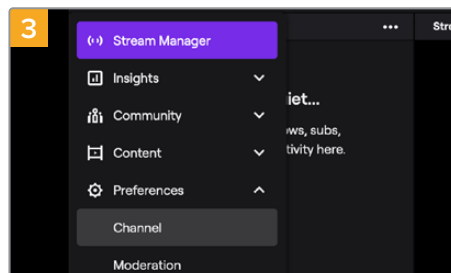 3
Stream Manager
Insights
Community
Content
Preferences
Channel
Moderation
iet...
ows, subs,
tivity here.
Stre